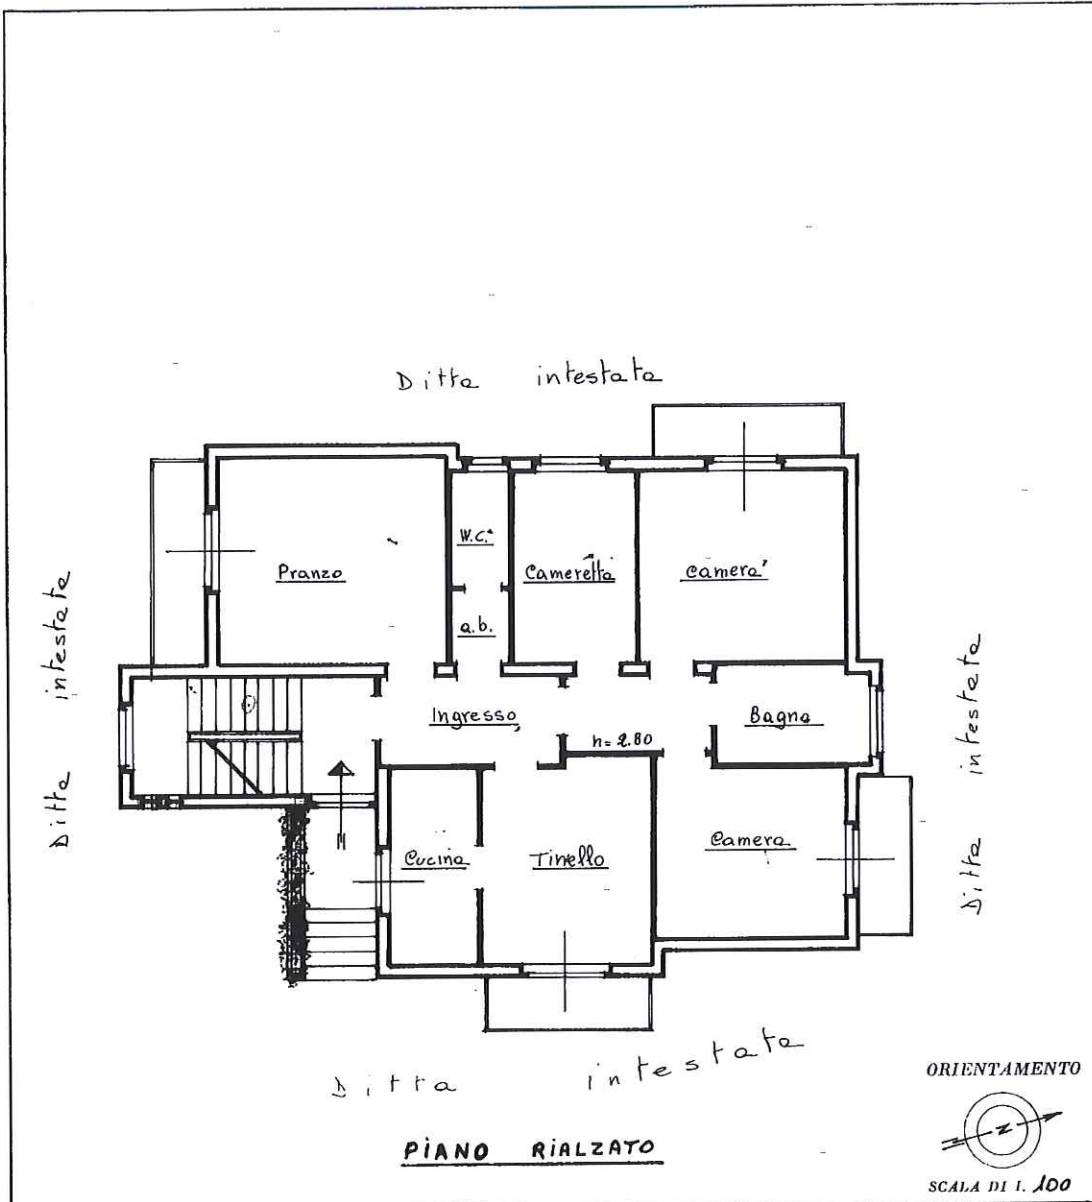 Ditta intestata
Pranzo
W.C.
Cameretta
Camera
a.b.
Ditta intestata
Ingresso
h=2.80
Bagno
Ditta intestata
Cucina
Tinello
Camera
Ditta intestata
PIANO RIALZATO
ORIENTAMENTO
N
SCALA DI 1. 100